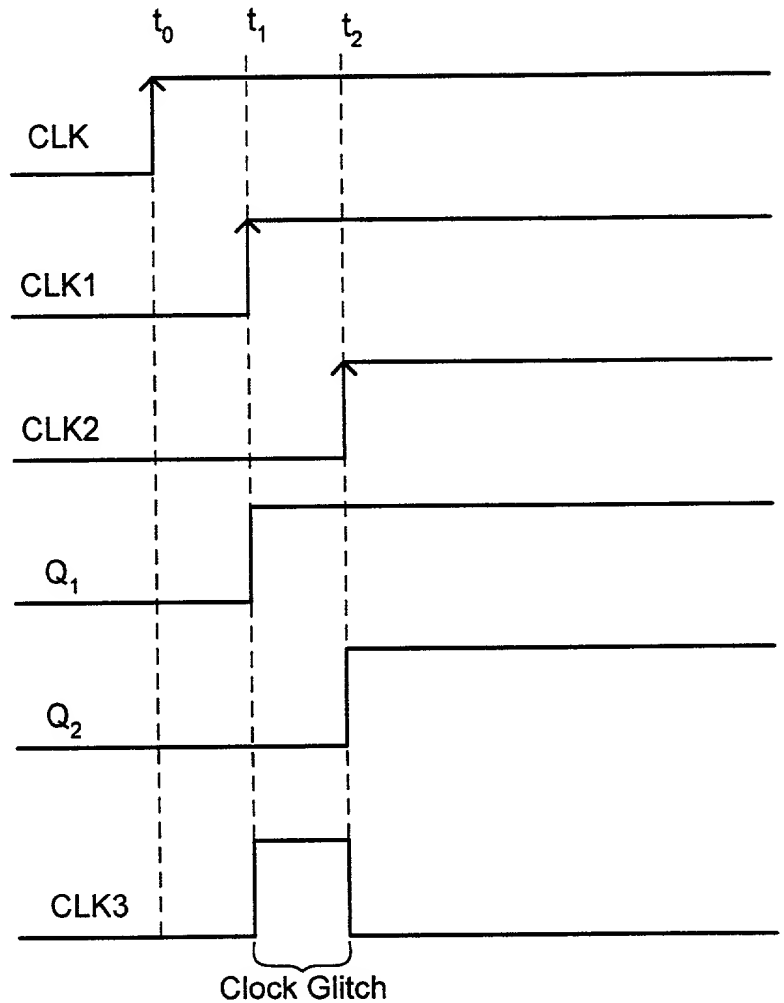 t₀ t₁ t₂
CLK
CLK1
CLK2
Q₁
Q₂
CLK3
Clock Glitch